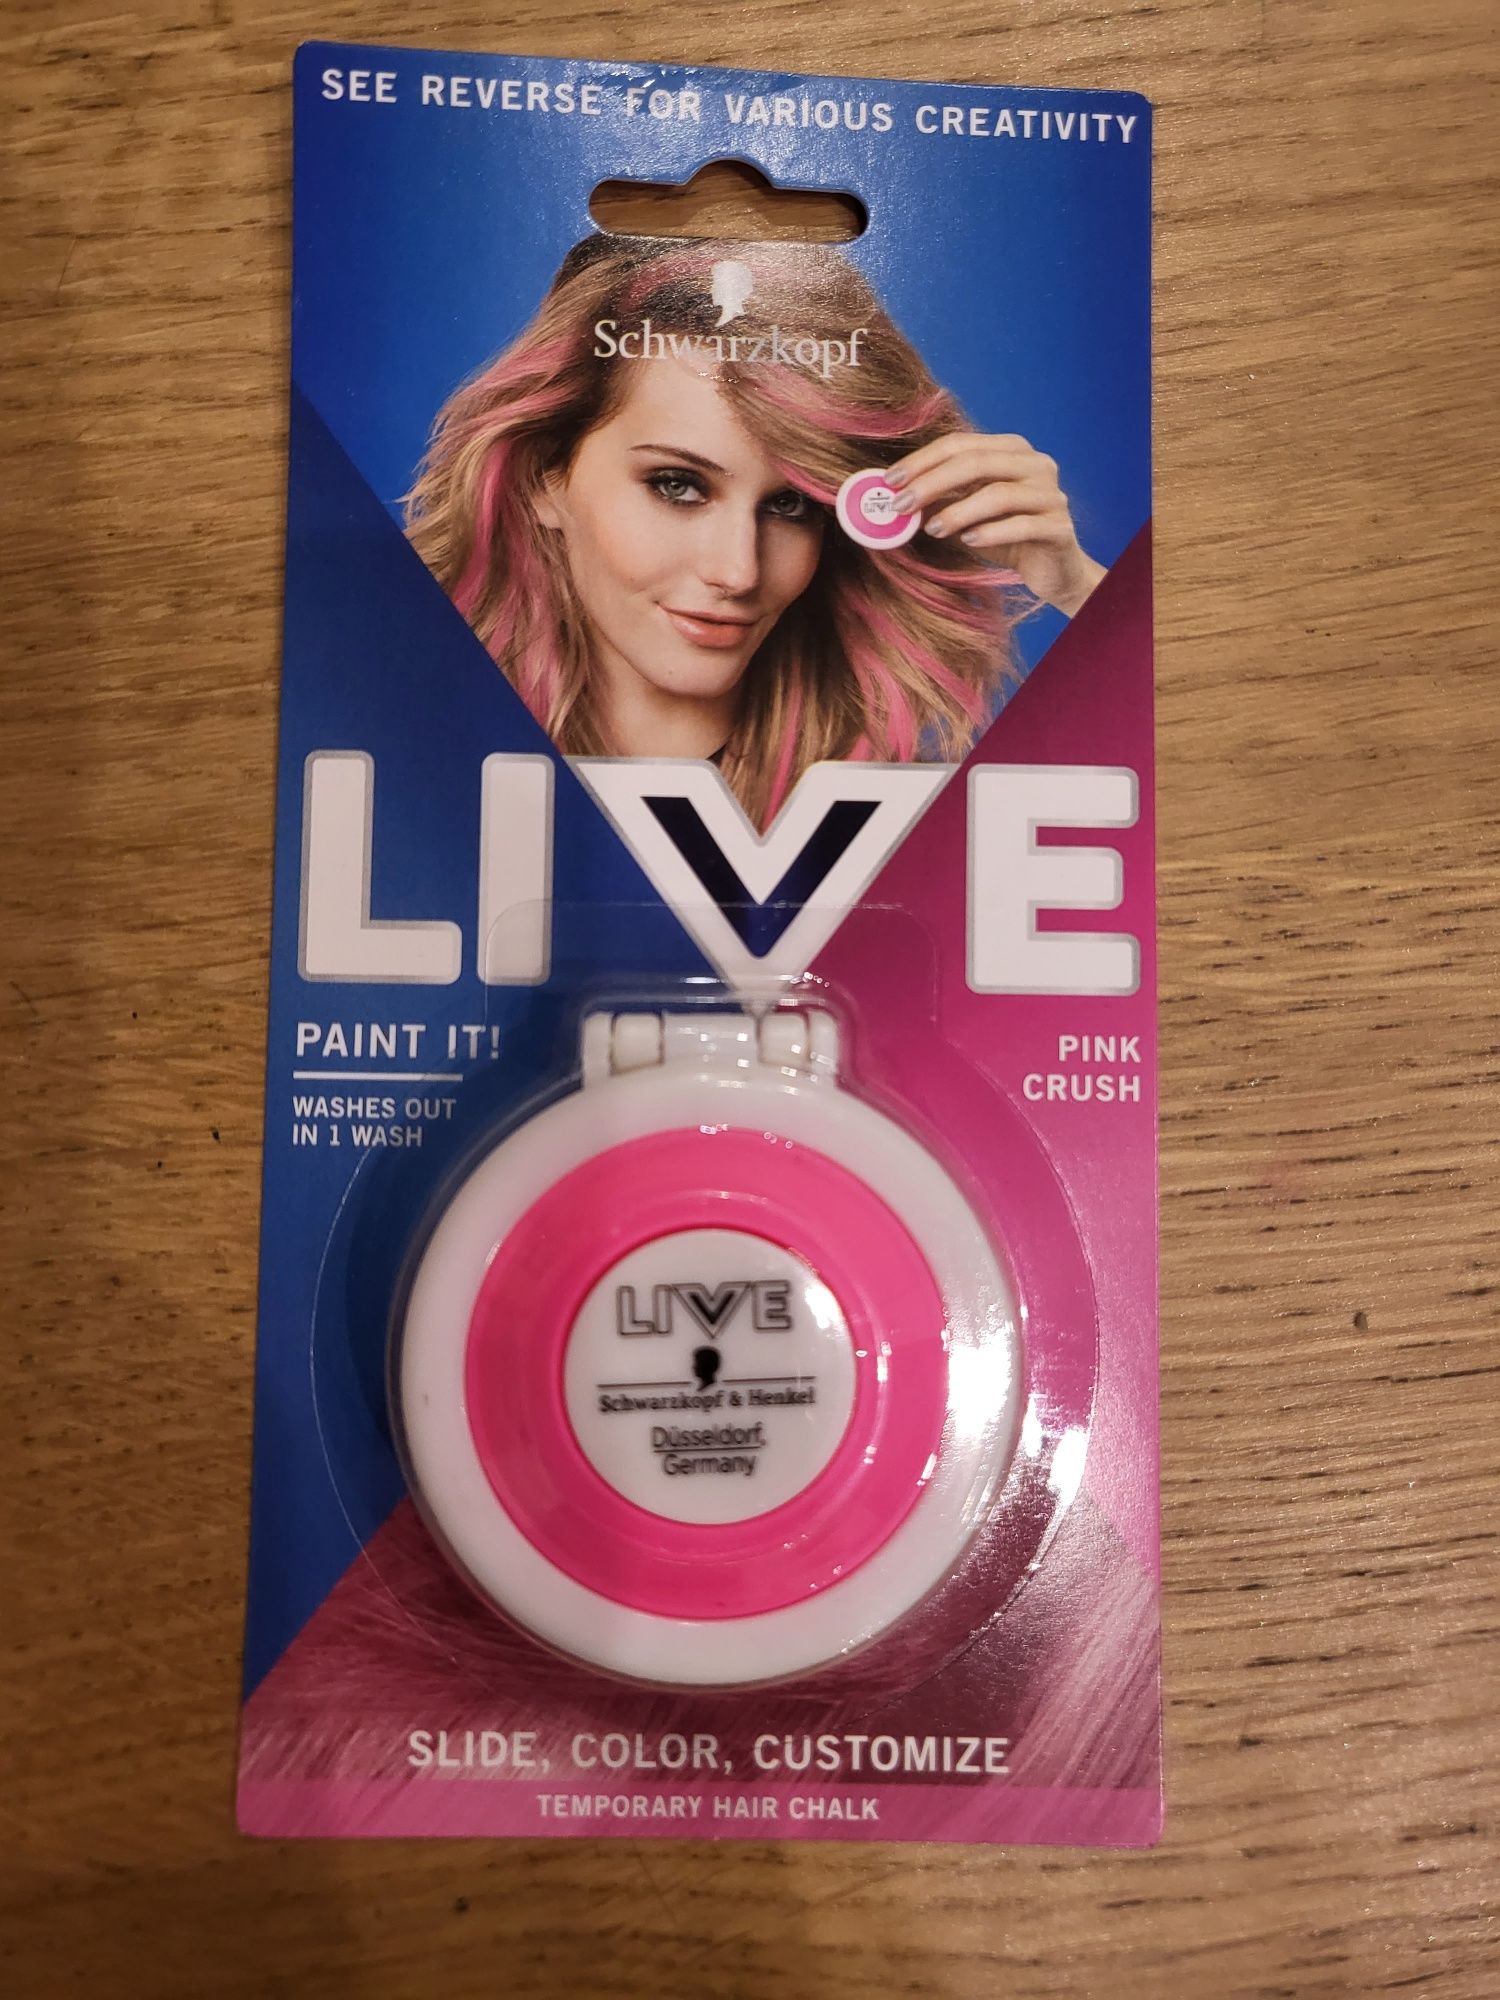 SEE REVERSE FOR VARIOUS CREATIVITY
Schwarzkopf
LIVE
LIVE
PAINT IT!
WASHES OUT
IN 1 WASH
PINK
CRUSH
LIVE
Schwarzkopf & Henkel
Düsseldorf,
Germany
SLIDE, COLOR, CUSTOMIZE
TEMPORARY HAIR CHALK